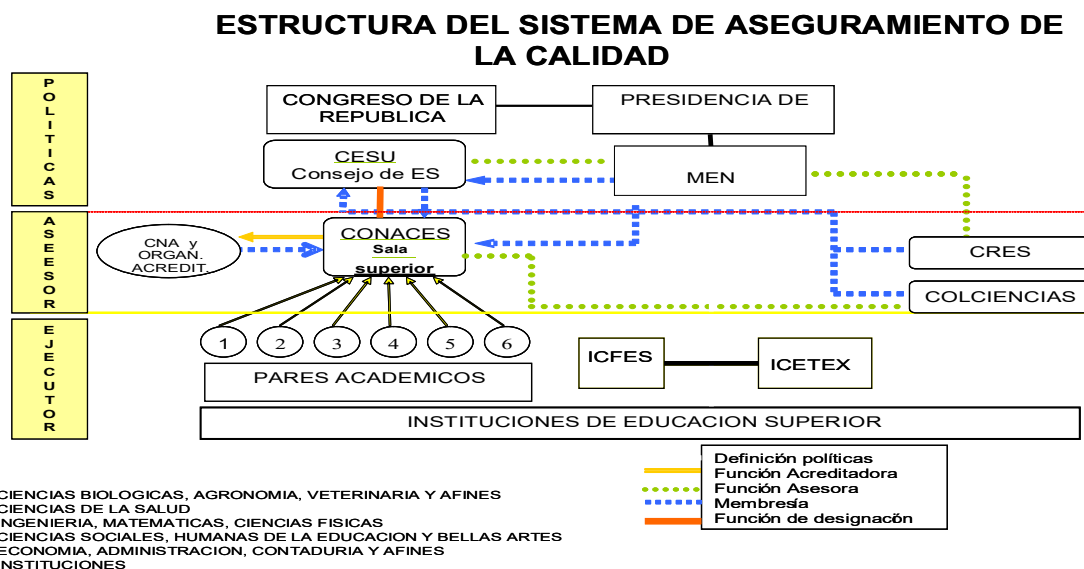 ESTRUCTURA DEL SISTEMA DE ASEGURAMIENTO DE
LA CALIDAD
POLITICAS
CONGRESO DE LA
REPUBLICA
PRESIDENCIA DE
CESU
Consejo de ES
MEN
ASEESOR
CNA y
ORGAN.
ACREDIT.
CONACES
Sala
superior
CRES
COLCIENCIAS
EJECUTOR
1 2 3 4 5 6
PARES ACADEMICOS
ICFES
ICETEX
INSTITUCIONES DE EDUCACION SUPERIOR
Definición políticas
Función Acreditadora
Función Asesora
Membresía
Función de designación
CIENCIAS BIOLOGICAS, AGRONOMIA, VETERINARIA Y AFINES
CIENCIAS DE LA SALUD
NGENIERIA, MATEMATICAS, CIENCIAS FISICAS
CIENCIAS SOCIALES, HUMANAS DE LA EDUCACION Y BELLAS ARTES
ECONOMIA, ADMINISTRACION, CONTADURIA Y AFINES
NSTITUCIONES